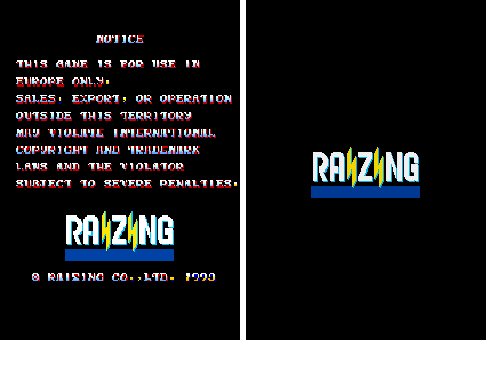 NOTICE
THIS GAME IS FOR USE IN
EUROPE ONLY.
SALES, EXPORT, OR OPERATION
OUTSIDE THIS TERRITORY
MAY VIOLATE INTERNATIONAL
COPYRIGHT AND TRADEMARK
LAWS AND THE VIOLATOR
SUBJECT TO SEVERE PENALTIES.
RAIZING
© RAIZING CO.,LTD. 1993
RAIZING